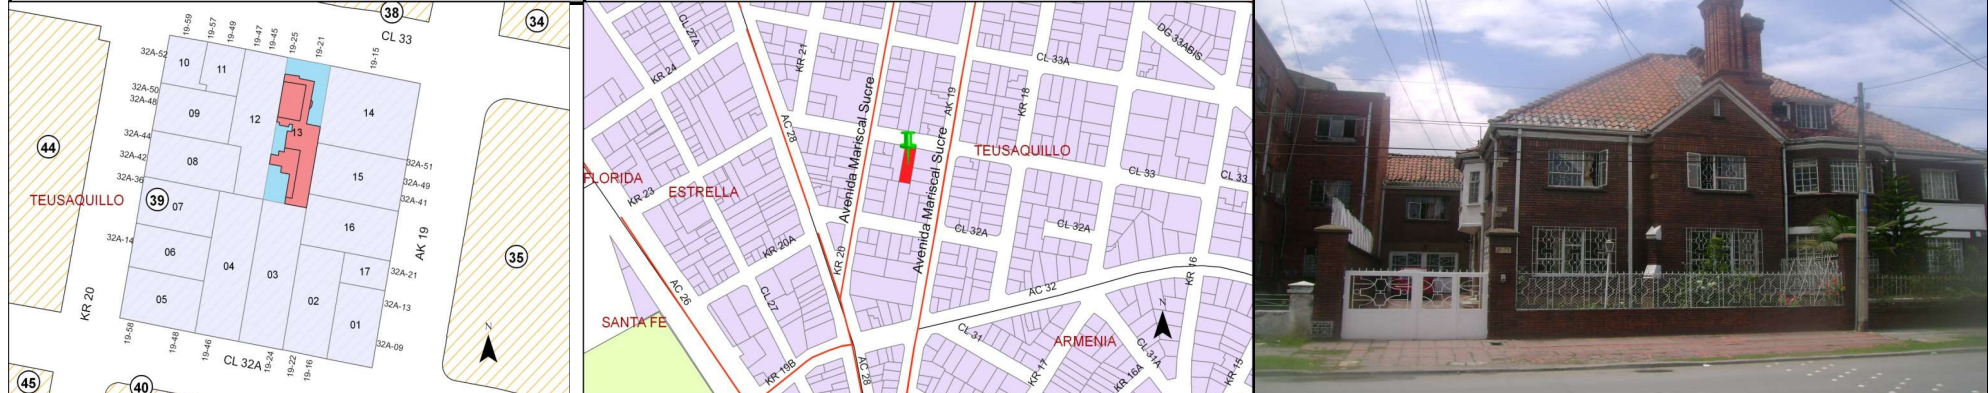 38
34
CL 33
19-59
19-57
19-49
19-47
19-45
19-25
19-21
19-15
32A-52
10
11
32A-50
32A-48
09
12
13
14
44
32A-44
32A-42
08
32A-51
32A-36
15
32A-49
TEUSAQUILLO
39
07
32A-41
16
32A-14
06
04
03
AK 19
35
17
32A-21
05
02
32A-13
KR 20
01
19-58
19-48
19-46
CL 32A
19-24
19-22
19-16
32A-09
N
45
40
CL 27A
KR 24
KR 21
CL 33A
DG 33ABIS
Avenida Mariscal Sucre
AK 19
KR 18
AC 28
TEUSAQUILLO
FLORIDA
ESTRELLA
KR 23
Avenida Mariscal Sucre
CL 33
CL 33
CL 32A
CL 32A
KR 20A
KR 20
AC 26
CL 27
AC 32
KR 16
SANTA FE
N
CL 31
ARMENIA
CL 31A
KR 19B
AC 28
KR 17
KR 16A
KR 15